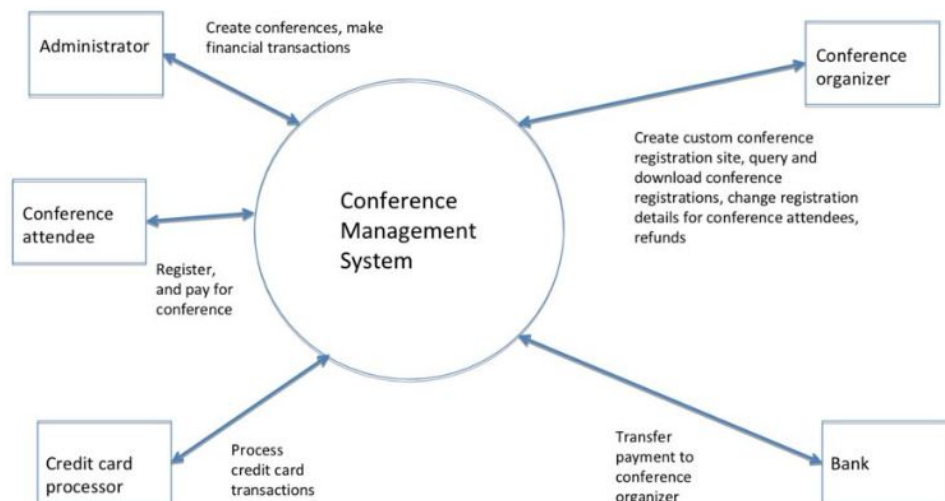 Administrator
Create conferences, make
financial transactions
Conference
organizer
Create custom conference
registration site, query and
download conference
registrations, change registration
details for conference attendees,
refunds
Conference
Management
System
Conference
attendee
Register,
and pay for
conference
Credit card
processor
Process
credit card
transactions
Transfer
payment to
conference
organizer
Bank